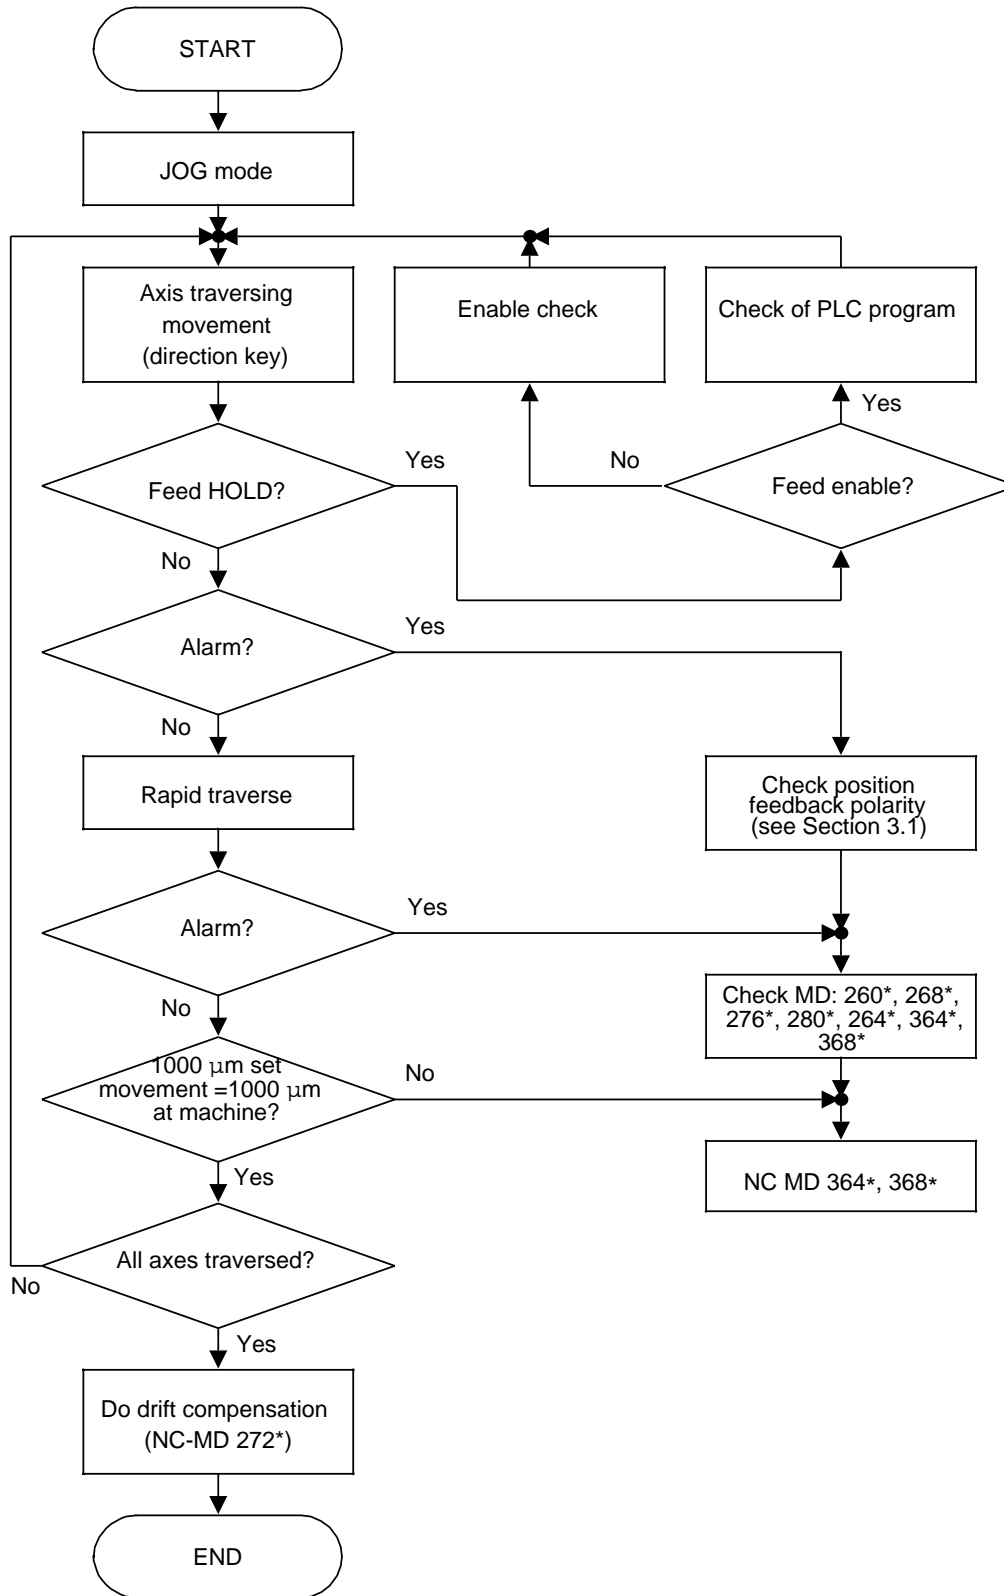 START
JOG mode
Axis traversing
movement
(direction key)
Enable check
Check of PLC program
Yes
No
Feed enable?
Yes
Feed HOLD?
No
Yes
Alarm?
No
Rapid traverse
Check position
feedback polarity
(see Section 3.1)
Yes
Alarm?
No
Check MD: 260*, 268*,
276*, 280*, 264*, 364*,
368*
1000 μm set
movement =1000 μm
at machine?
No
Yes
NC MD 364*, 368*
All axes traversed?
No
Yes
Do drift compensation
(NC-MD 272*)
END